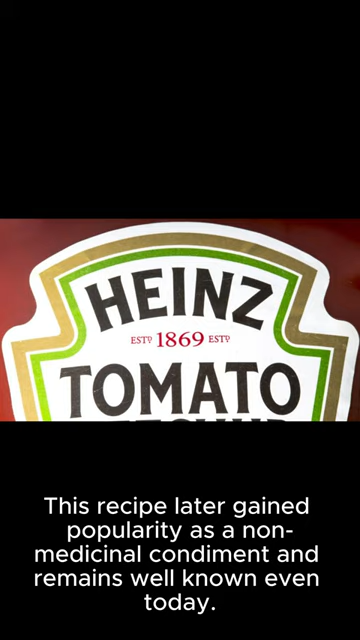 HEINZ
ESTD 1869 ESTD
TOMATO
This recipe later gained
popularity as a non-
medicinal condiment and
remains well known even
today.